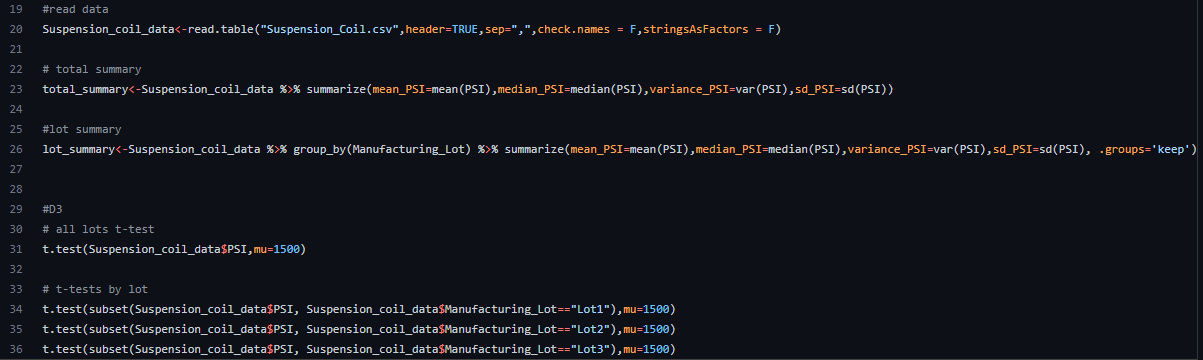 19 #read data
20 Suspension_coil_data<-read.table("Suspension_Coil.csv",header=TRUE,sep=",",check.names = F,stringsAsFactors = F)
21
22 # total summary
23 total_summary<-Suspension_coil_data %>% summarize(mean_PSI=mean(PSI),median_PSI=median(PSI),variance_PSI=var(PSI),sd_PSI=sd(PSI))
24
25 #lot summary
26 lot_summary<-Suspension_coil_data %>% group_by(Manufacturing_Lot) %>% summarize(mean_PSI=mean(PSI),median_PSI=median(PSI),variance_PSI=var(PSI),sd_PSI=sd(PSI), .groups='keep')
27
28
29 #D3
30 # all lots t-test
31 t.test(Suspension_coil_data$PSI,mu=1500)
32
33 # t-tests by lot
34 t.test(subset(Suspension_coil_data$PSI, Suspension_coil_data$Manufacturing_Lot=="Lot1"),mu=1500)
35 t.test(subset(Suspension_coil_data$PSI, Suspension_coil_data$Manufacturing_Lot=="Lot2"),mu=1500)
36 t.test(subset(Suspension_coil_data$PSI, Suspension_coil_data$Manufacturing_Lot=="Lot3"),mu=1500)